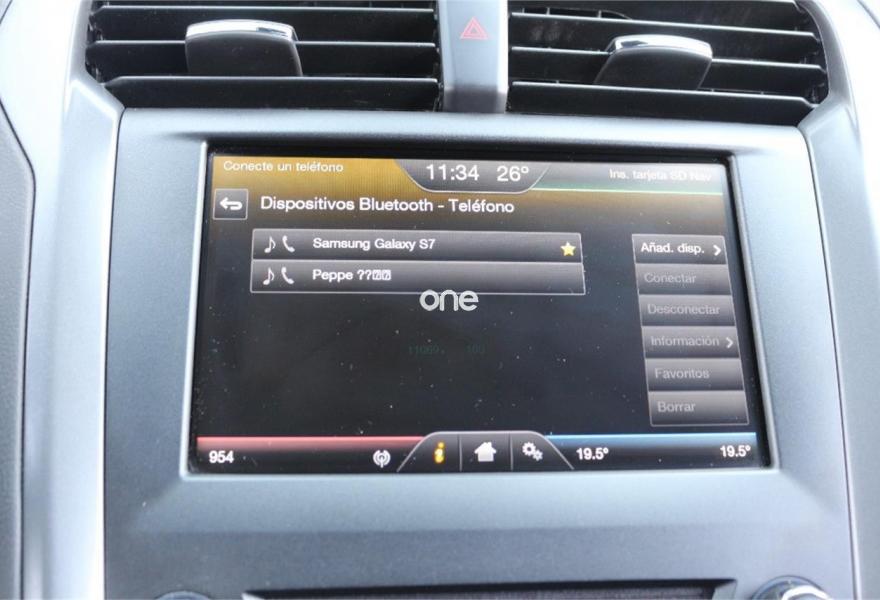 Conecte un teléfono
11:34 26°
Ins. tarjeta SD Nav
Dispositivos Bluetooth - Teléfono
Samsung Galaxy S7
Peppe ??
Añad. disp.
Conectar
Desconectar
Información
Favoritos
Borrar
one
954
19.5°
19.5°